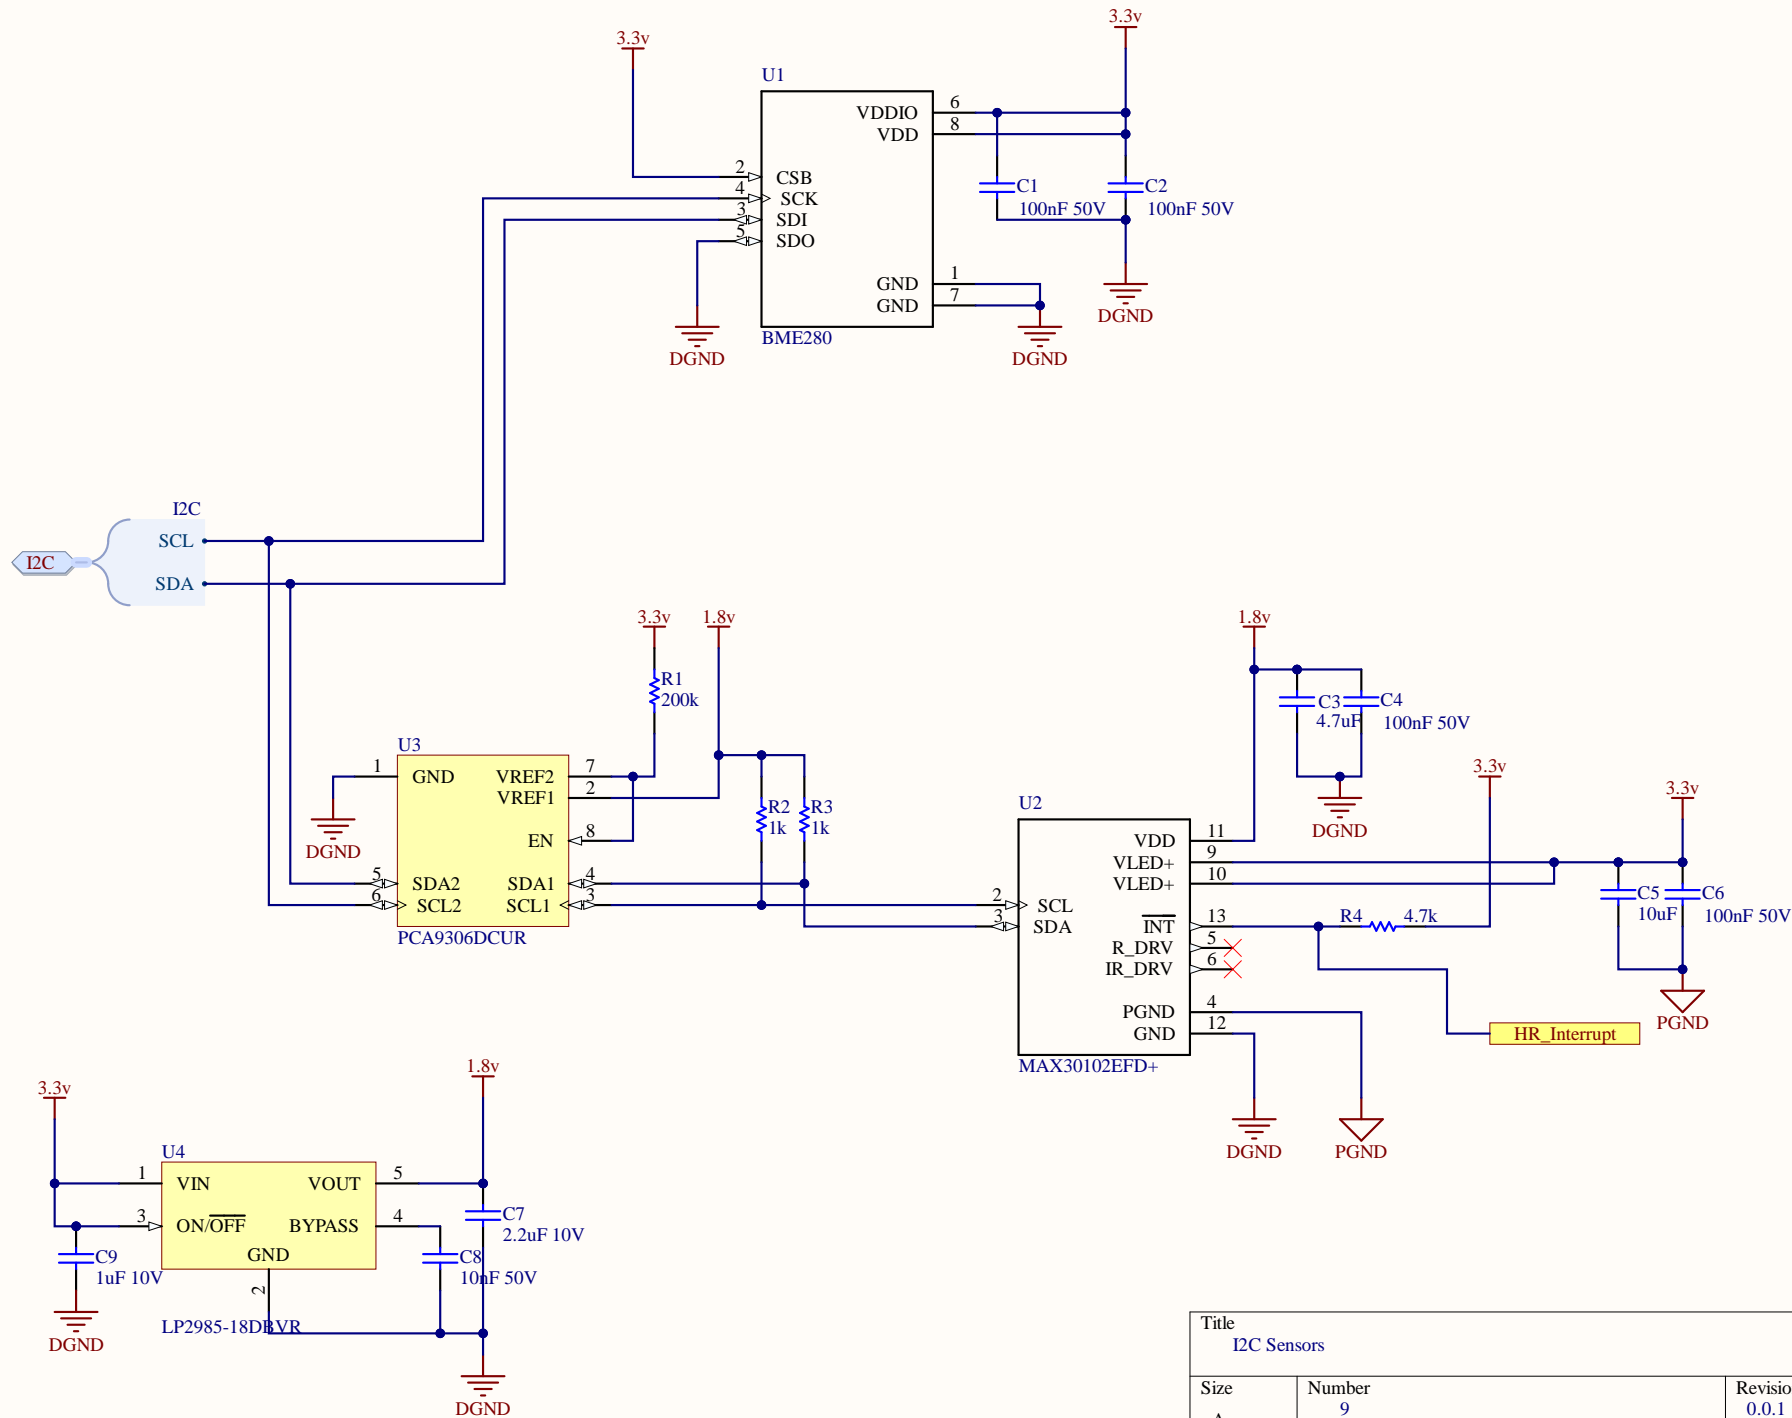 3.3v
3.3v
U1
VDDIO 6
VDD 8
2 CSB
4 SCK
3 SDI
5 SDO
C1
100nF 50V
C2
100nF 50V
GND 1
GND 7
DGND
BME280
DGND
DGND
I2C
I2C
SCL
SDA
3.3v
1.8v
R1
200k
U3
1 GND
VREF2 7
VREF1 2
EN 8
DGND
5 SDA2
6 SCL2
SDA1 4
SCL1 3
PCA9306DCUR
R2
1k
R3
1k
1.8v
C3
4.7uF
C4
100nF 50V
DGND
3.3v
3.3v
U2
VDD 11
VLED+ 9
VLED+ 10
2 SCL
3 SDA
INT 13
R_DRV 5
IR_DRV 6
PGND 4
GND 12
MAX30102EFD+
R4 4.7k
C5
10uF
C6
100nF 50V
PGND
HR_Interrupt
DGND
PGND
3.3v
1.8v
U4
1 VIN
VOUT 5
3 ON/OFF
BYPASS 4
GND
2
LP2985-18DBVR
C9
1uF 10V
DGND
C7
2.2uF 10V
C8
10nF 50V
DGND
Title
I2C Sensors
Size
Number
Revisio
9
0.0.1